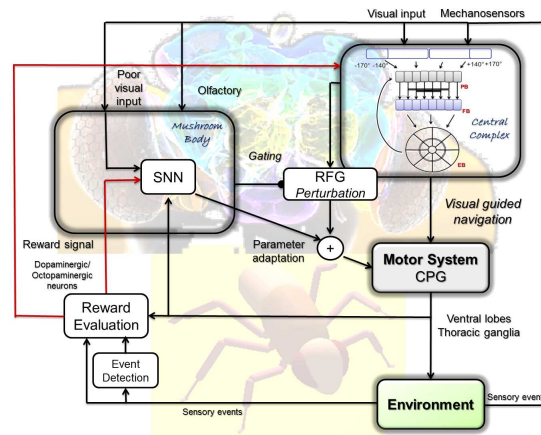 Visual input
Mechanosensors
-170° -140°
+140°+170°
PB
FB
EB
Central
Complex
Poor
visual
input
Olfactory
Mushroom
Body
SNN
Gating
RFG
Perturbation
Visual guided
navigation
Reward signal
Dopaminergic/
Octopaminergic
neurons
Parameter
adaptation
+
Motor System
CPG
Reward
Evaluation
Ventral lobes
Thoracic ganglia
Event
Detection
Environment
Sensory events
Sensory event